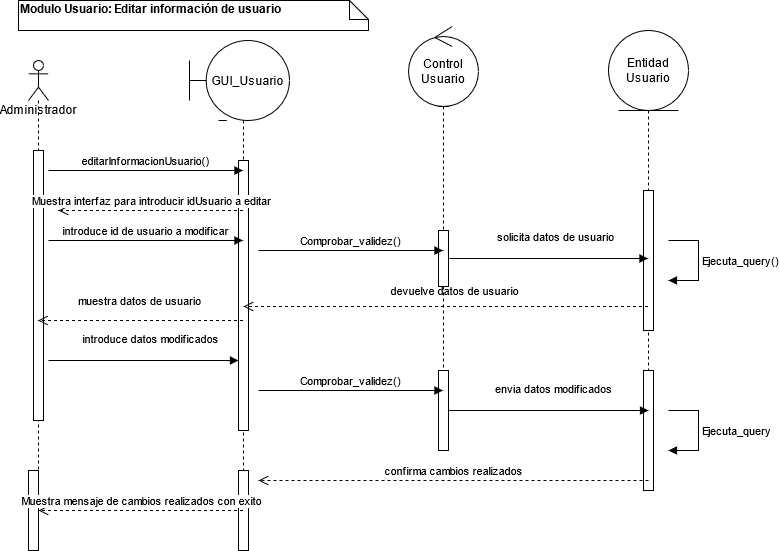 Modulo Usuario: Editar información de usuario
Administrador
GUI_Usuario
Control
Usuario
Entidad
Usuario
editarInformacionUsuario()
Muestra interfaz para introducir idUsuario a editar
introduce id de usuario a modificar
Comprobar_validez()
solicita datos de usuario
Ejecuta_query()
devuelve datos de usuario
muestra datos de usuario
introduce datos modificados
Comprobar_validez()
envia datos modificados
Ejecuta_query
confirma cambios realizados
Muestra mensaje de cambios realizados con exito